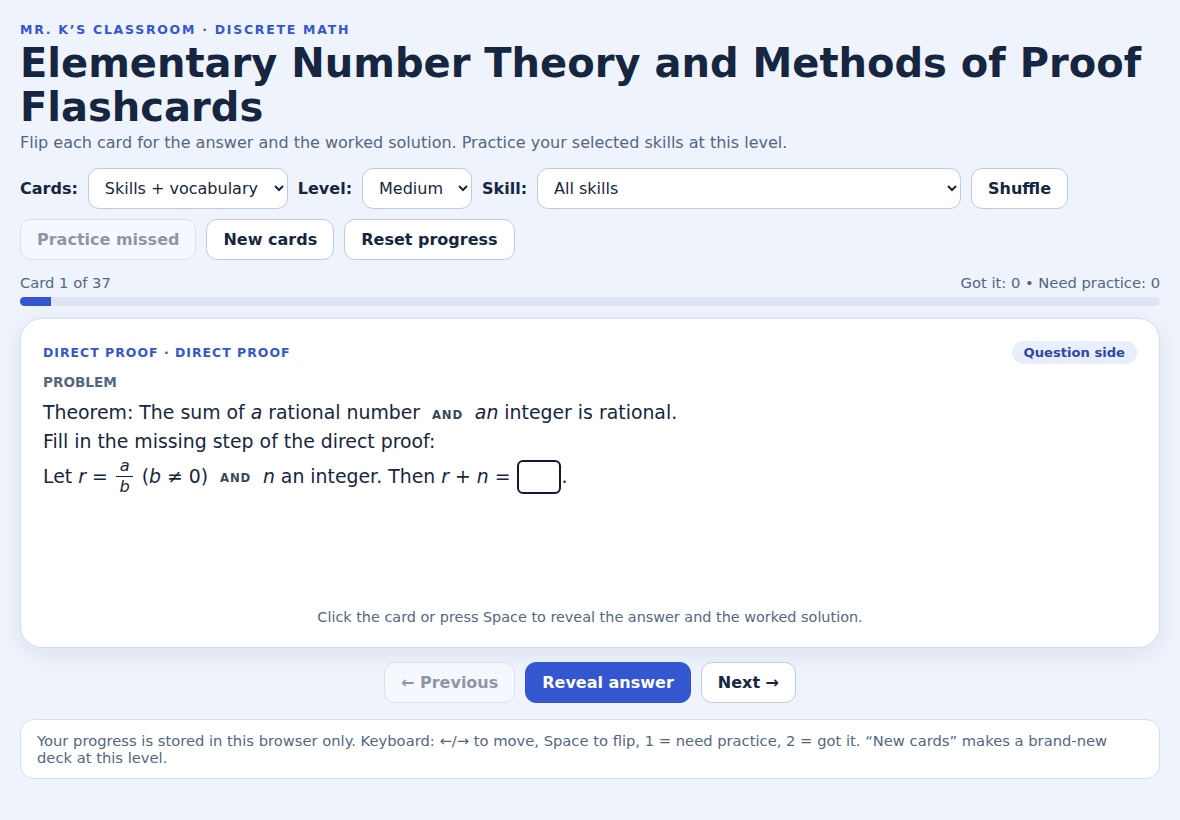 MR. K’S CLASSROOM · DISCRETE MATH
Elementary Number Theory and Methods of Proof
Flashcards
Flip each card for the answer and the worked solution. Practice your selected skills at this level.
Cards: Skills + vocabulary Level: Medium Skill: All skills Shuffle
Practice missed New cards Reset progress
Card 1 of 37 Got it: 0 • Need practice: 0
DIRECT PROOF · DIRECT PROOF Question side
PROBLEM
Theorem: The sum of a rational number AND an integer is rational.
Fill in the missing step of the direct proof:
Let r = a/b (b ≠ 0) AND n an integer. Then r + n = .
Click the card or press Space to reveal the answer and the worked solution.
← Previous Reveal answer Next →
Your progress is stored in this browser only. Keyboard: ←/→ to move, Space to flip, 1 = need practice, 2 = got it. “New cards” makes a brand-new
deck at this level.